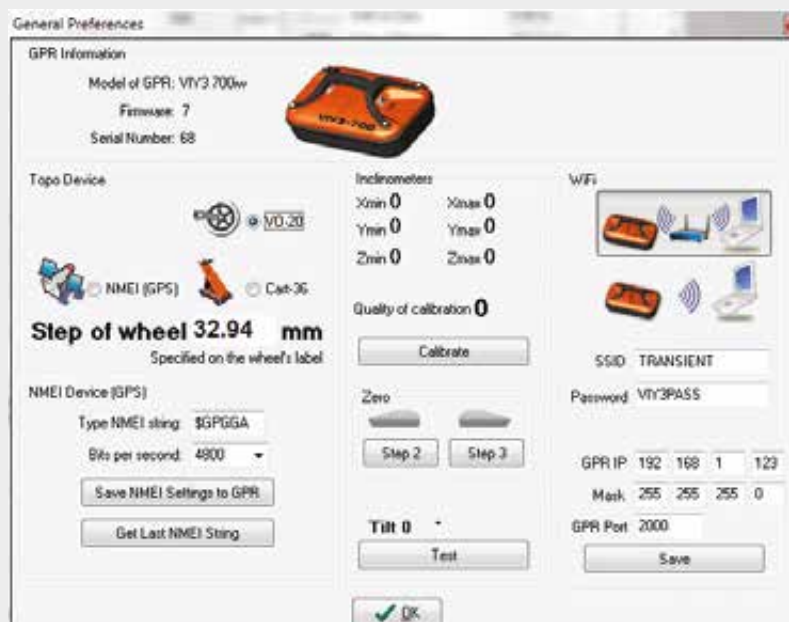 General Preferences
GPR Information
Model of GPR: VIY3 700iw
Firmware: 7
Serial Number: 68
VIY3-700
Topo Device
VO-20
NMEI (GPS)
Cart-36
Step of wheel 32.94 mm
Specified on the wheel's label
NMEI Device (GPS)
Type NMEI string: $GPGGA
Bits per second: 4800
Save NMEI Settings to GPR
Get Last NMEI String
Inclinometers
Xmin 0 Xmax 0
Ymin 0 Ymax 0
Zmin 0 Zmax 0
Quality of calibration 0
Calibrate
Zero
Step 2 Step 3
Tilt 0 °
Test
OK
WiFi
SSID TRANSIENT
Password VIY3PASS
GPR IP 192 168 1 123
Mask 255 255 255 0
GPR Port 2000
Save